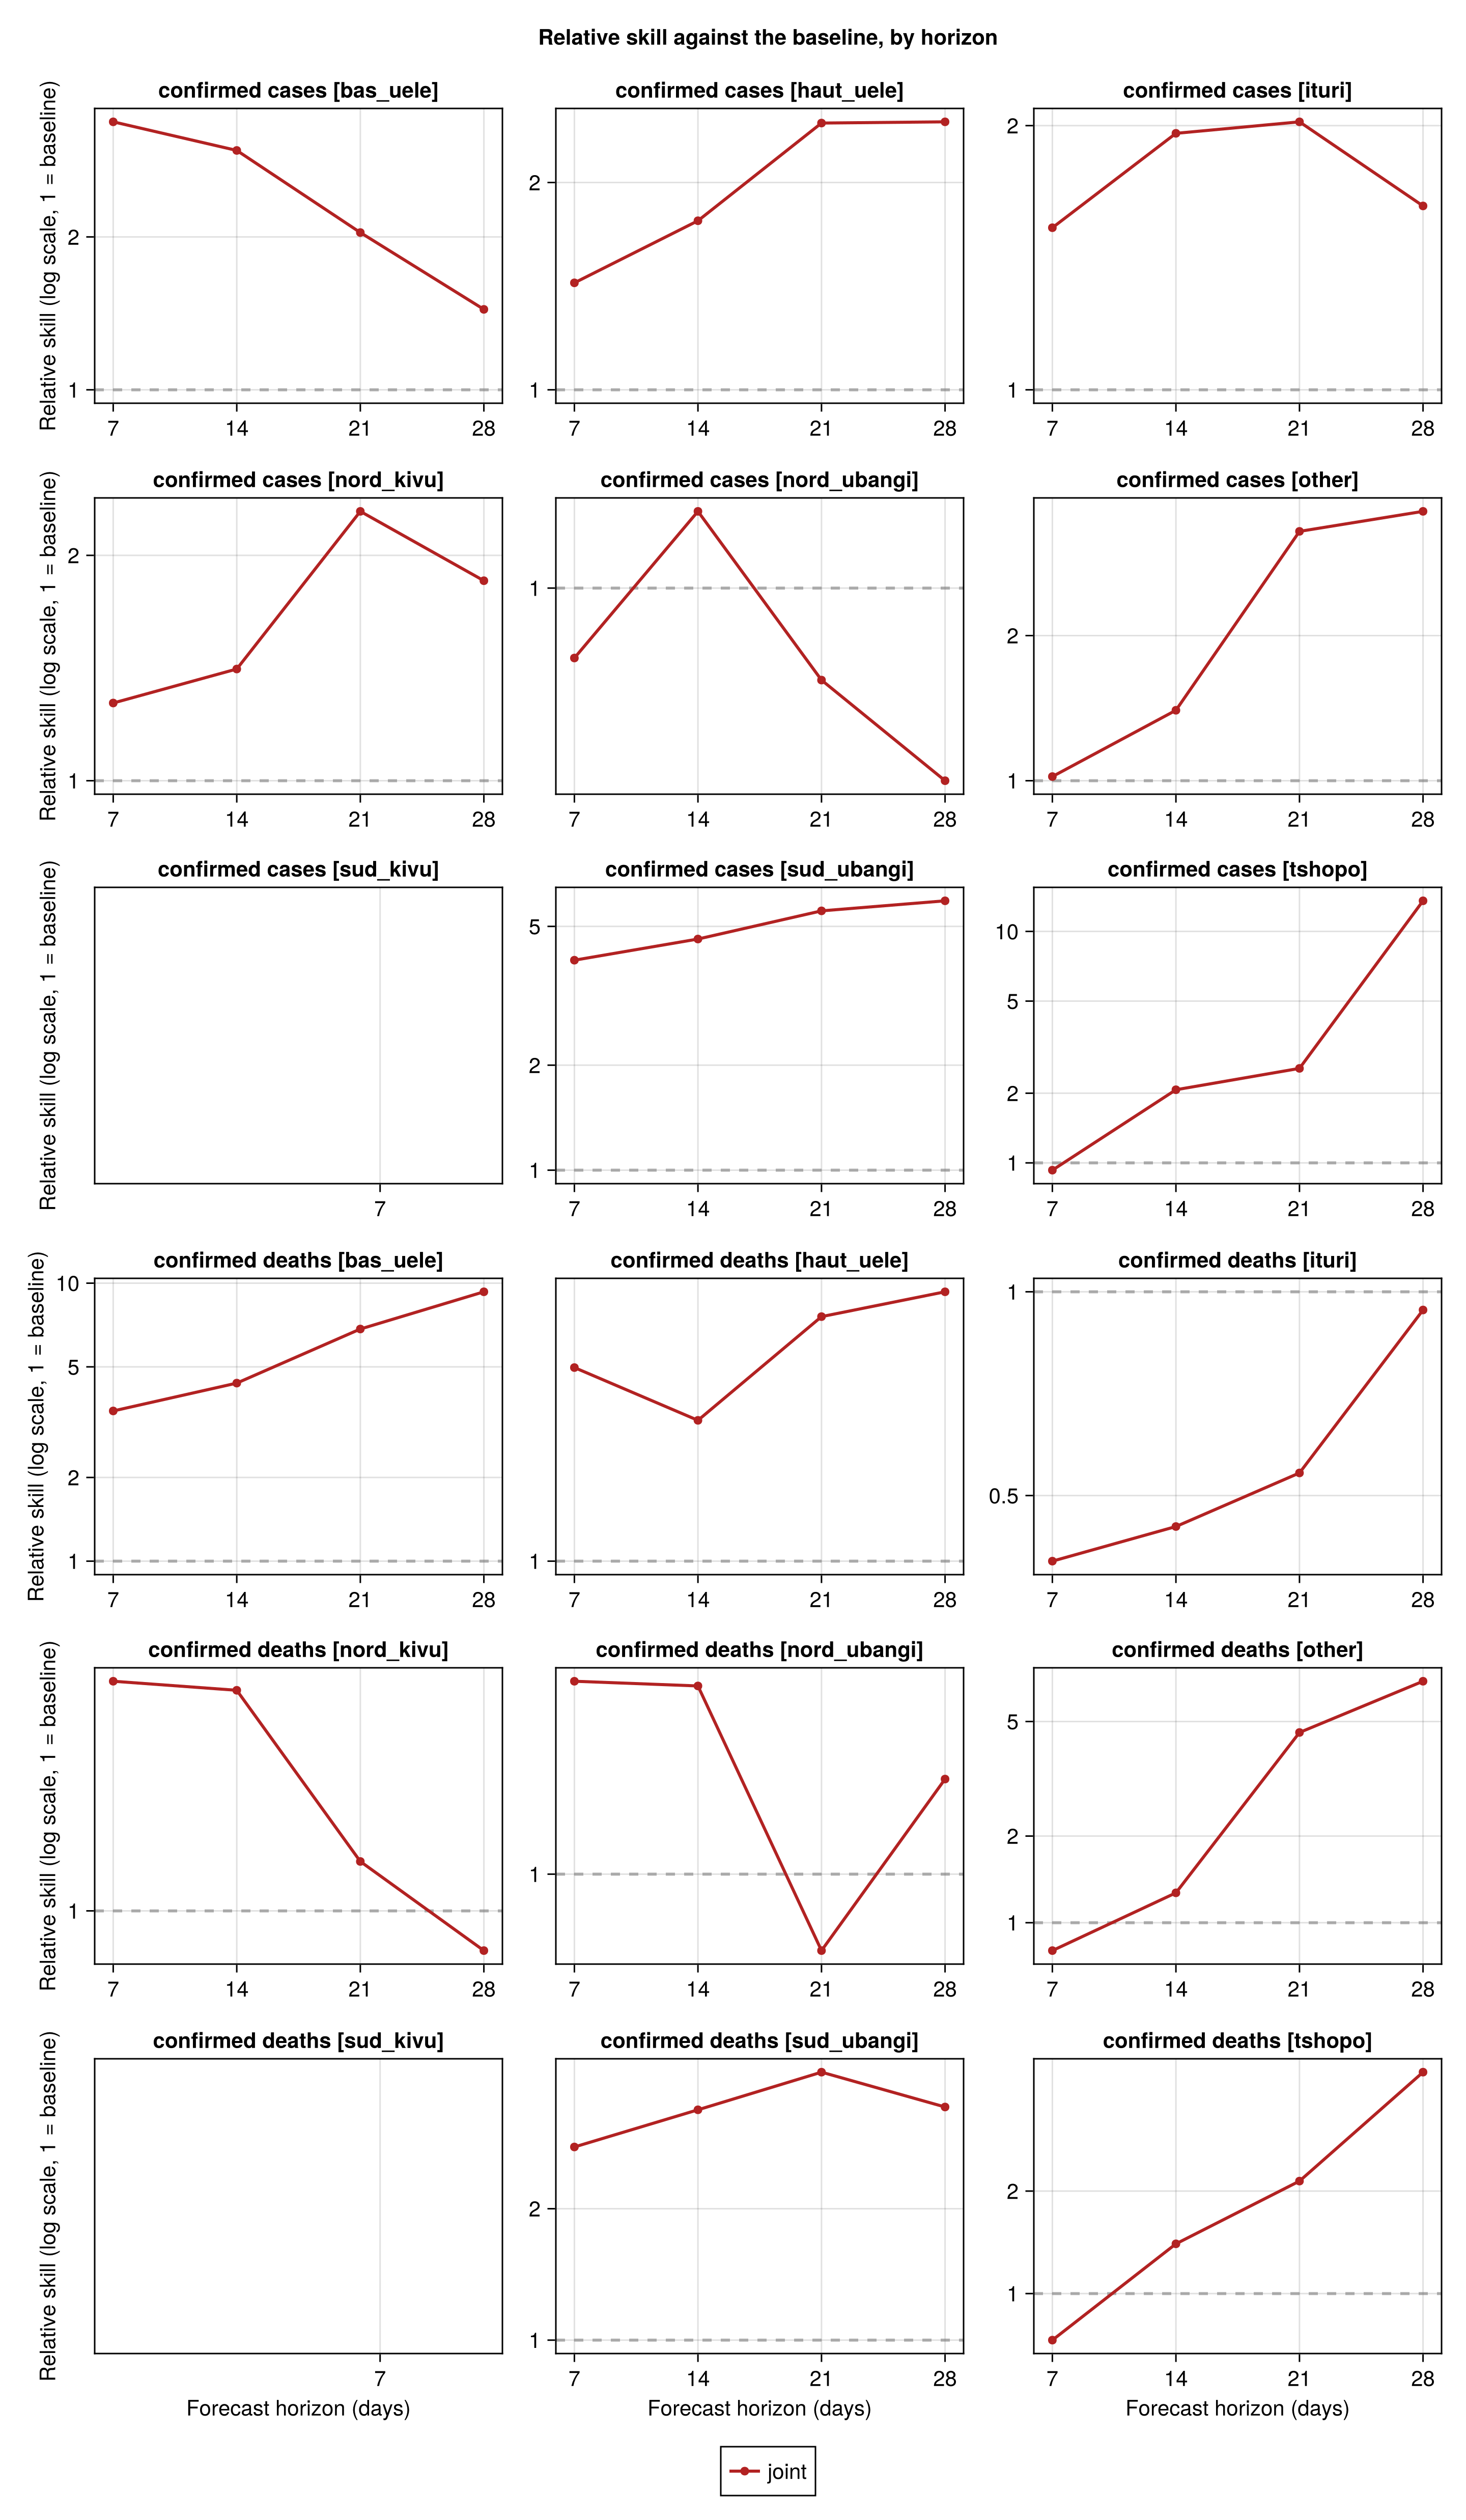 Relative skill against the baseline, by horizon
confirmed cases [bas_uele]
confirmed cases [haut_uele]
confirmed cases [ituri]
Relative skill (log scale, 1 = baseline)
2
1
7 14 21 28
2
1
7 14 21 28
2
1
7 14 21 28
confirmed cases [nord_kivu]
confirmed cases [nord_ubangi]
confirmed cases [other]
Relative skill (log scale, 1 = baseline)
2
1
7 14 21 28
1
7 14 21 28
2
1
7 14 21 28
confirmed cases [sud_kivu]
confirmed cases [sud_ubangi]
confirmed cases [tshopo]
Relative skill (log scale, 1 = baseline)
7
5
2
1
7 14 21 28
10
5
2
1
7 14 21 28
confirmed deaths [bas_uele]
confirmed deaths [haut_uele]
confirmed deaths [ituri]
Relative skill (log scale, 1 = baseline)
10
5
2
1
7 14 21 28
1
7 14 21 28
1
0.5
7 14 21 28
confirmed deaths [nord_kivu]
confirmed deaths [nord_ubangi]
confirmed deaths [other]
Relative skill (log scale, 1 = baseline)
1
7 14 21 28
1
7 14 21 28
5
2
1
7 14 21 28
confirmed deaths [sud_kivu]
confirmed deaths [sud_ubangi]
confirmed deaths [tshopo]
Relative skill (log scale, 1 = baseline)
7
Forecast horizon (days)
2
1
7 14 21 28
Forecast horizon (days)
2
1
7 14 21 28
Forecast horizon (days)
joint